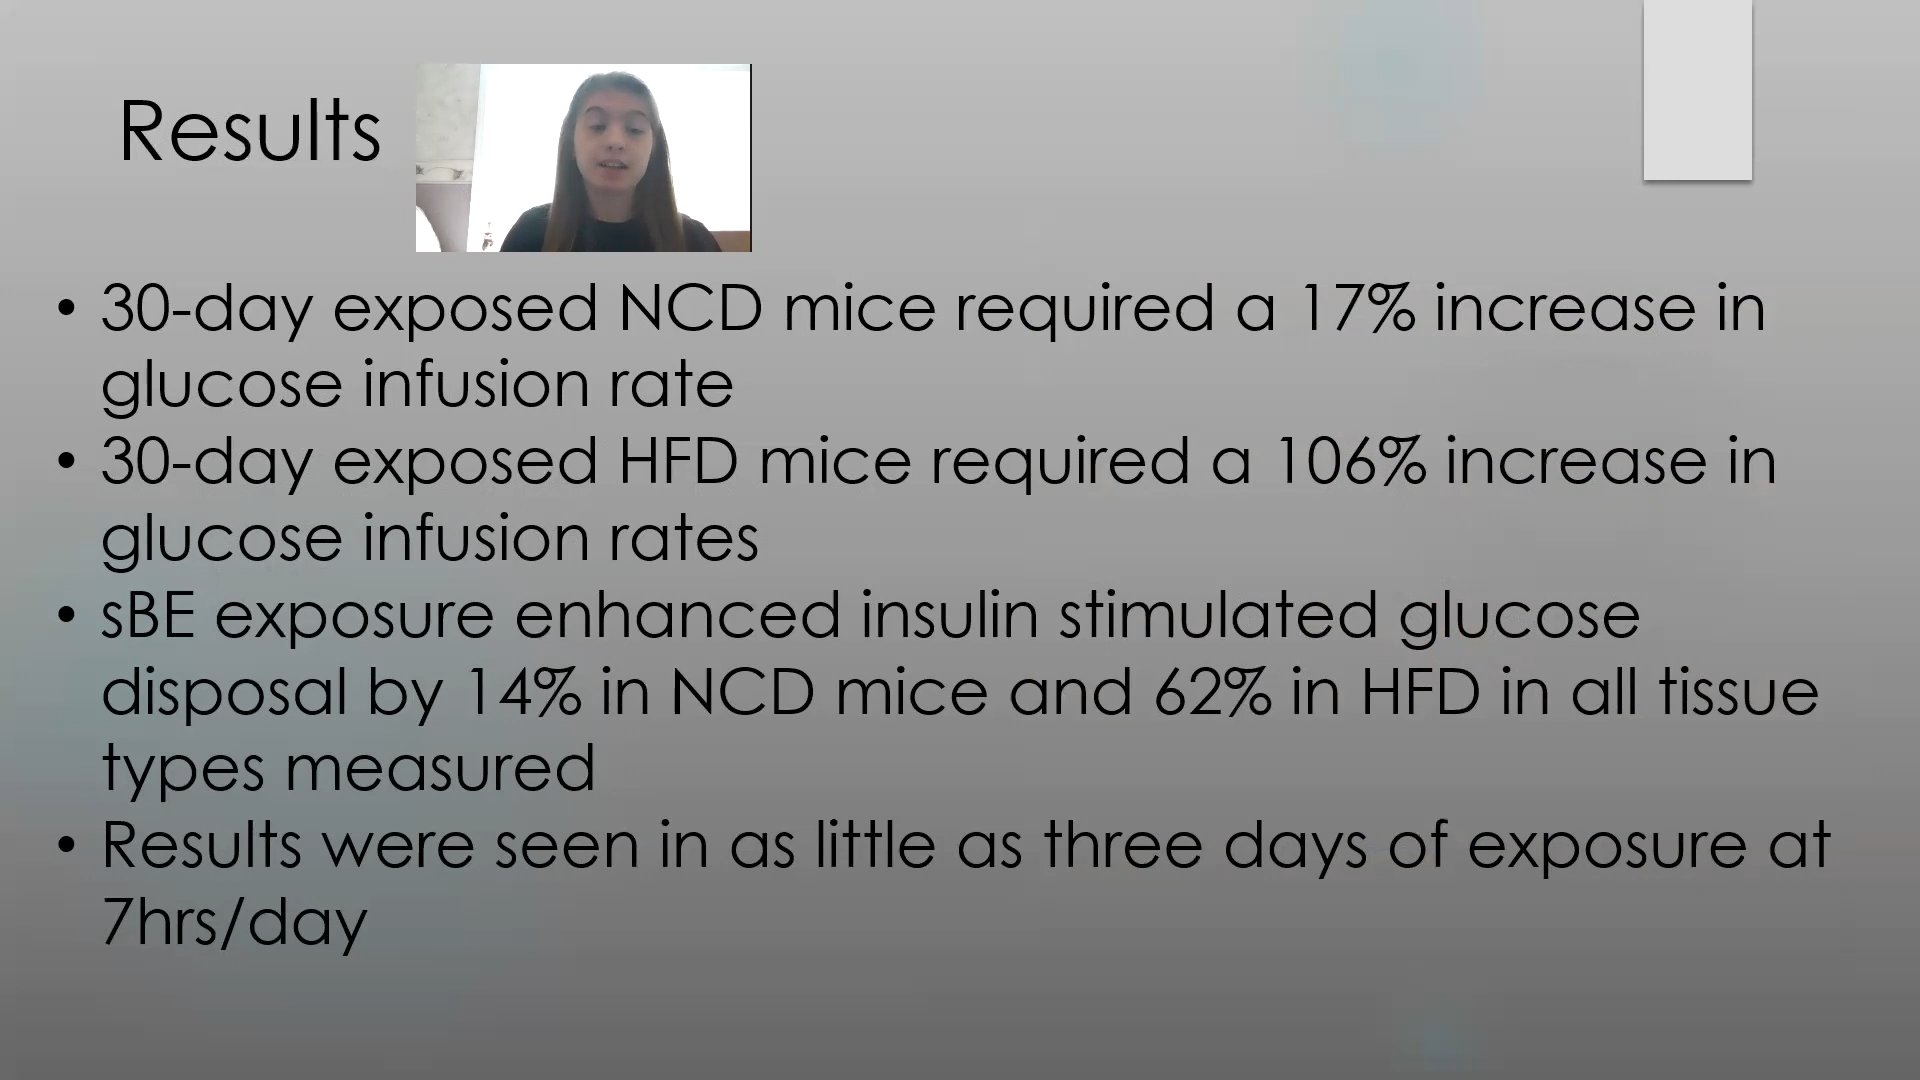 Results
• 30-day exposed NCD mice required a 17% increase in
glucose infusion rate
• 30-day exposed HFD mice required a 106% increase in
glucose infusion rates
• sBE exposure enhanced insulin stimulated glucose
disposal by 14% in NCD mice and 62% in HFD in all tissue
types measured
• Results were seen in as little as three days of exposure at
7hrs/day